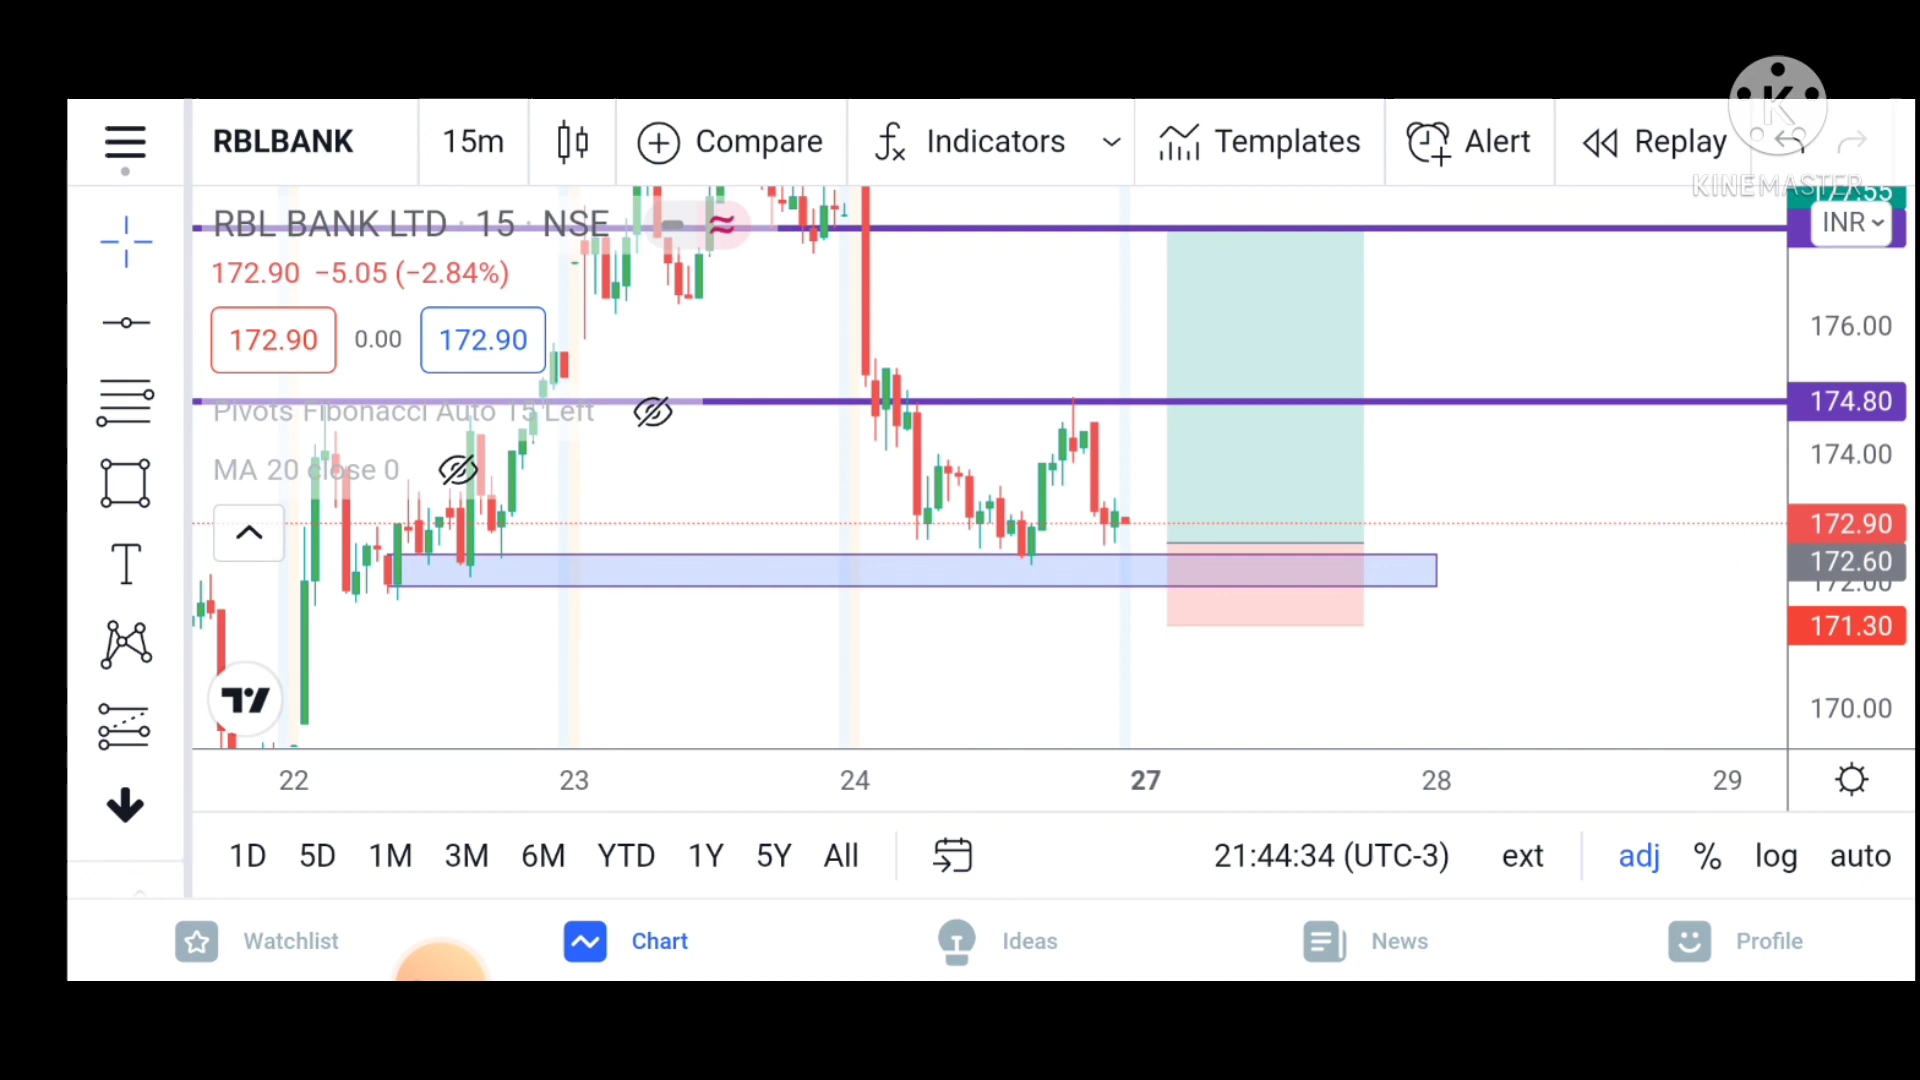 RBLBANK 15m Compare Indicators Templates Alert Replay
K
KINEMASTER
177.55
RBL BANK LTD · 15 · NSE
INR
172.90 −5.05 (−2.84%)
172.90 0.00 172.90
176.00
Pivots Fibonacci Auto 15 Left
174.80
MA 20 close 0
174.00
172.90
172.60
172.00
171.30
170.00
22 23 24 27 28 29
1D 5D 1M 3M 6M YTD 1Y 5Y All 21:44:34 (UTC-3) ext adj % log auto
Watchlist Chart Ideas News Profile